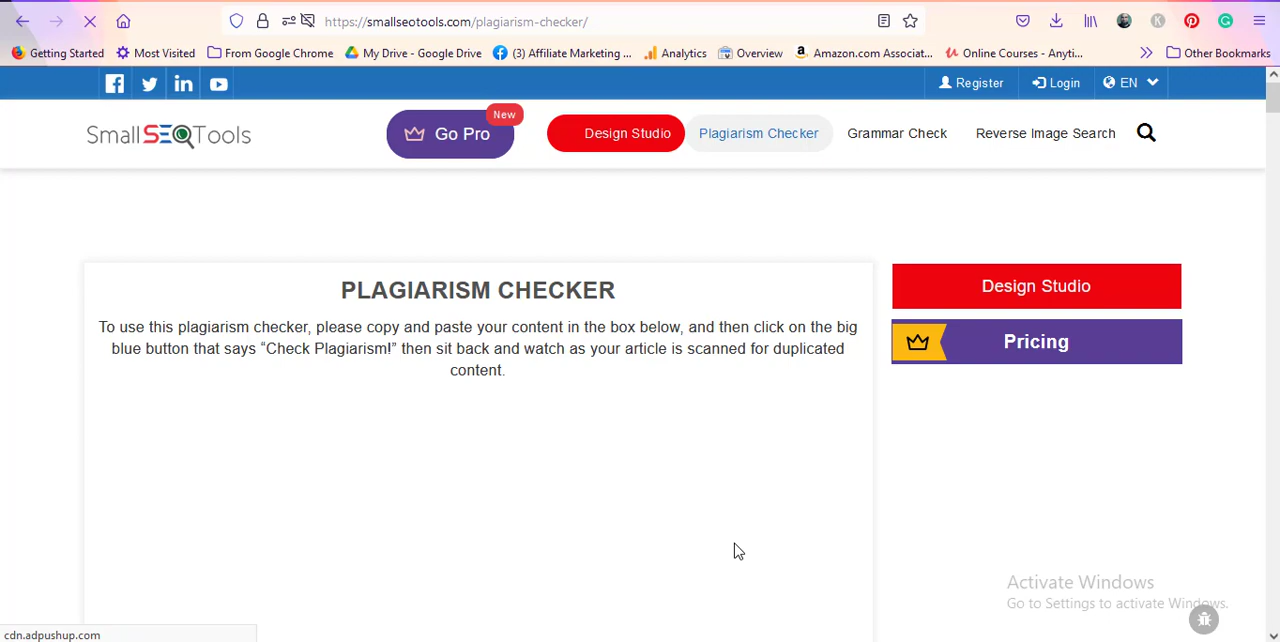 https://smallseotools.com/plagiarism-checker/
Getting Started Most Visited From Google Chrome My Drive - Google Drive (3) Affiliate Marketing ... Analytics Overview Amazon.com Associat... Online Courses - Anyti... Other Bookmarks
Register Login EN
SmallSEOTools Go Pro New Design Studio Plagiarism Checker Grammar Check Reverse Image Search
PLAGIARISM CHECKER
To use this plagiarism checker, please copy and paste your content in the box below, and then click on the big
blue button that says “Check Plagiarism!” then sit back and watch as your article is scanned for duplicated
content.
Design Studio
Pricing
Activate Windows
Go to Settings to activate Windows.
cdn.adpushup.com